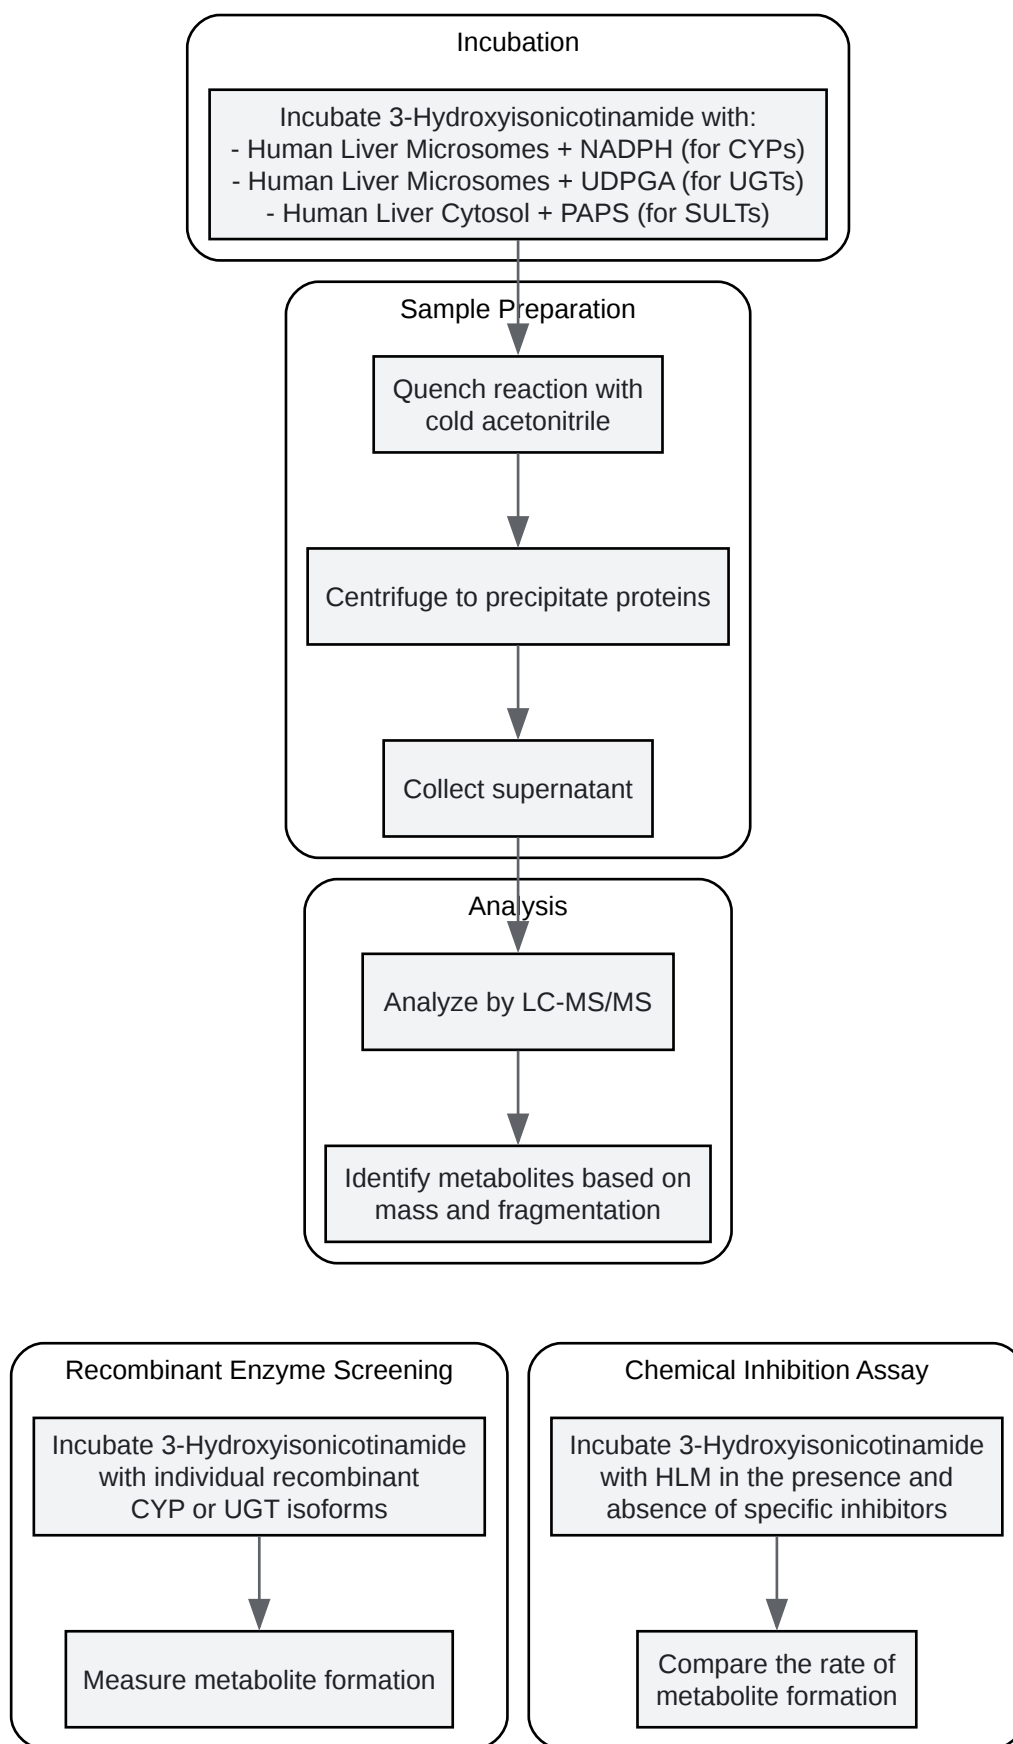 Incubation
Incubate 3-Hydroxyisonicotinamide with:
- Human Liver Microsomes + NADPH (for CYPs)
- Human Liver Microsomes + UDPGA (for UGTs)
- Human Liver Cytosol + PAPS (for SULTs)
Sample Preparation
Quench reaction with
cold acetonitrile
Centrifuge to precipitate proteins
Collect supernatant
Analysis
Analyze by LC-MS/MS
Identify metabolites based on
mass and fragmentation
Recombinant Enzyme Screening
Incubate 3-Hydroxyisonicotinamide
with individual recombinant
CYP or UGT isoforms
Measure metabolite formation
Chemical Inhibition Assay
Incubate 3-Hydroxyisonicotinamide
with HLM in the presence and
absence of specific inhibitors
Compare the rate of
metabolite formation